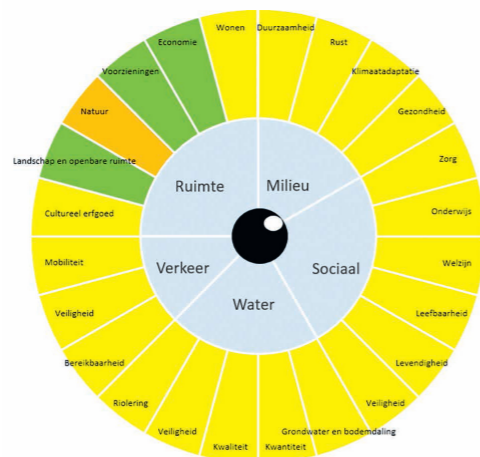 Economie
Wonen
Duurzaamheid
Rust
Voorzieningen
Klimaatadaptatie
Natuur
Gezondheid
Landschap en openbare ruimte
Zorg
Ruimte
Milieu
Cultureel erfgoed
Onderwijs
Mobiliteit
Verkeer
Sociaal
Welzijn
Water
Veiligheid
Leefbaarheid
Bereikbaarheid
Levendigheid
Riolering
Veiligheid
Veiligheid
Grondwater en bodemdaling
Kwaliteit
Kwantiteit